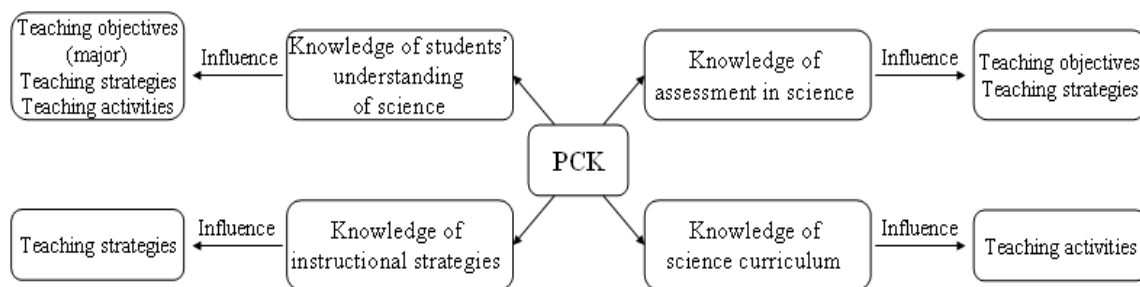 Teaching objectives
(major)
Teaching strategies
Teaching activities
Influence
Knowledge of students’
understanding
of science
Knowledge of
assessment in science
Influence
Teaching objectives
Teaching strategies
PCK
Teaching strategies
Influence
Knowledge of
instructional strategies
Knowledge of
science curriculum
Influence
Teaching activities